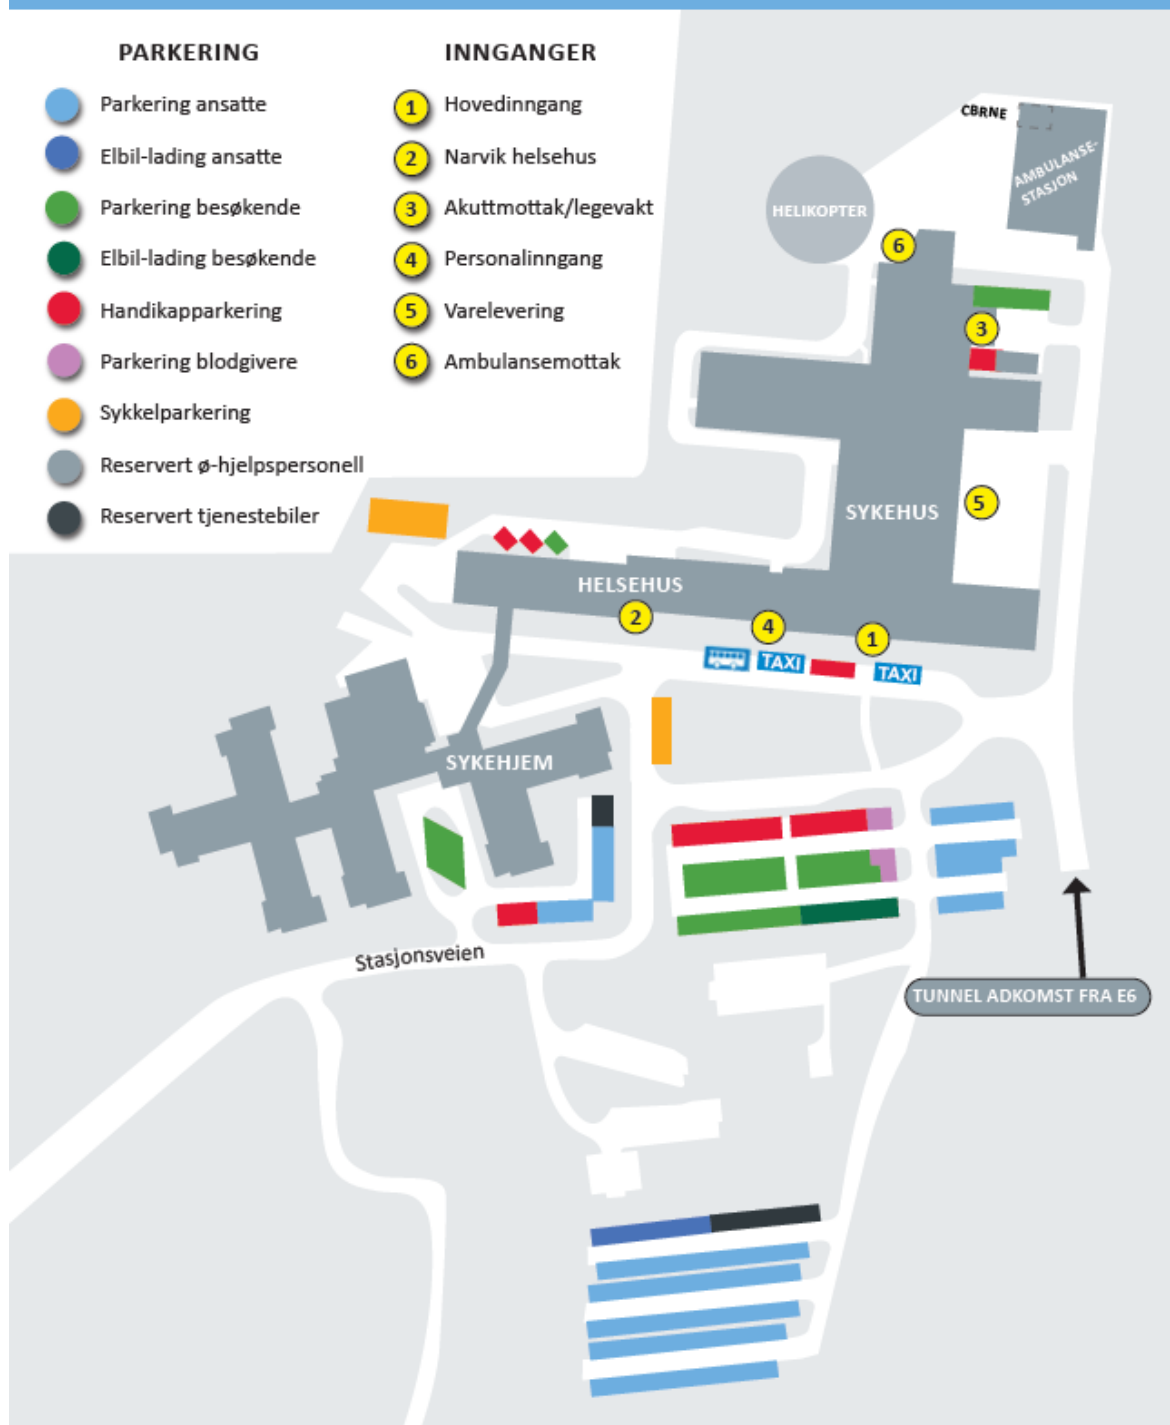 PARKERING
Parkering ansatte
Elbil-lading ansatte
Parkering besøkende
Elbil-lading besøkende
Handikapparkering
Parkering blodgivere
Sykkelparkering
Reservert ø-hjelpspersonell
Reservert tjenestebiler
INNGANGER
1 Hovedinngang
2 Narvik helsehus
3 Akuttmottak/legevakt
4 Personalinngang
5 Varelevering
6 Ambulansemottak
CBRNE
AMBULANSE-
STASJON
HELIKOPTER
6
3
5
SYKEHUS
HELSEHUS
2
4
1
TAXI
TAXI
SYKEHJEM
Stasjonsveien
TUNNEL ADKOMST FRA E6